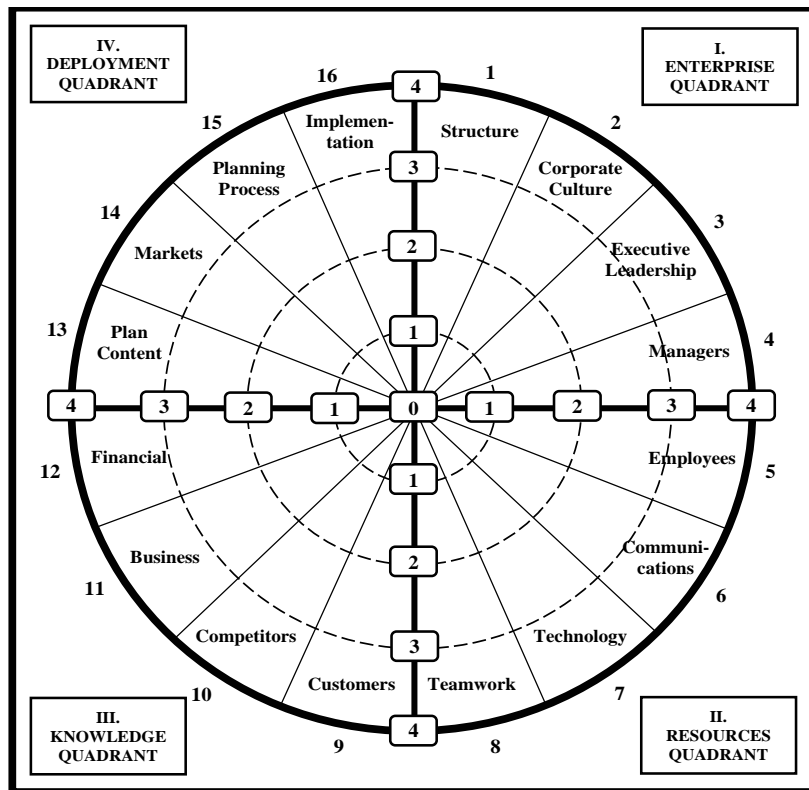 IV.
DEPLOYMENT
QUADRANT
I.
ENTERPRISE
QUADRANT
16
1
15
2
14
3
13
4
12
5
11
6
10
7
9
8
Implemen-
tation
Structure
Planning
Process
Corporate
Culture
Markets
Executive
Leadership
Plan
Content
Managers
Financial
Employees
Business
Communi-
cations
Competitors
Technology
Customers
Teamwork
4
3
2
1
4
3
2
1
0
1
2
3
4
1
2
3
4
III.
KNOWLEDGE
QUADRANT
II.
RESOURCES
QUADRANT